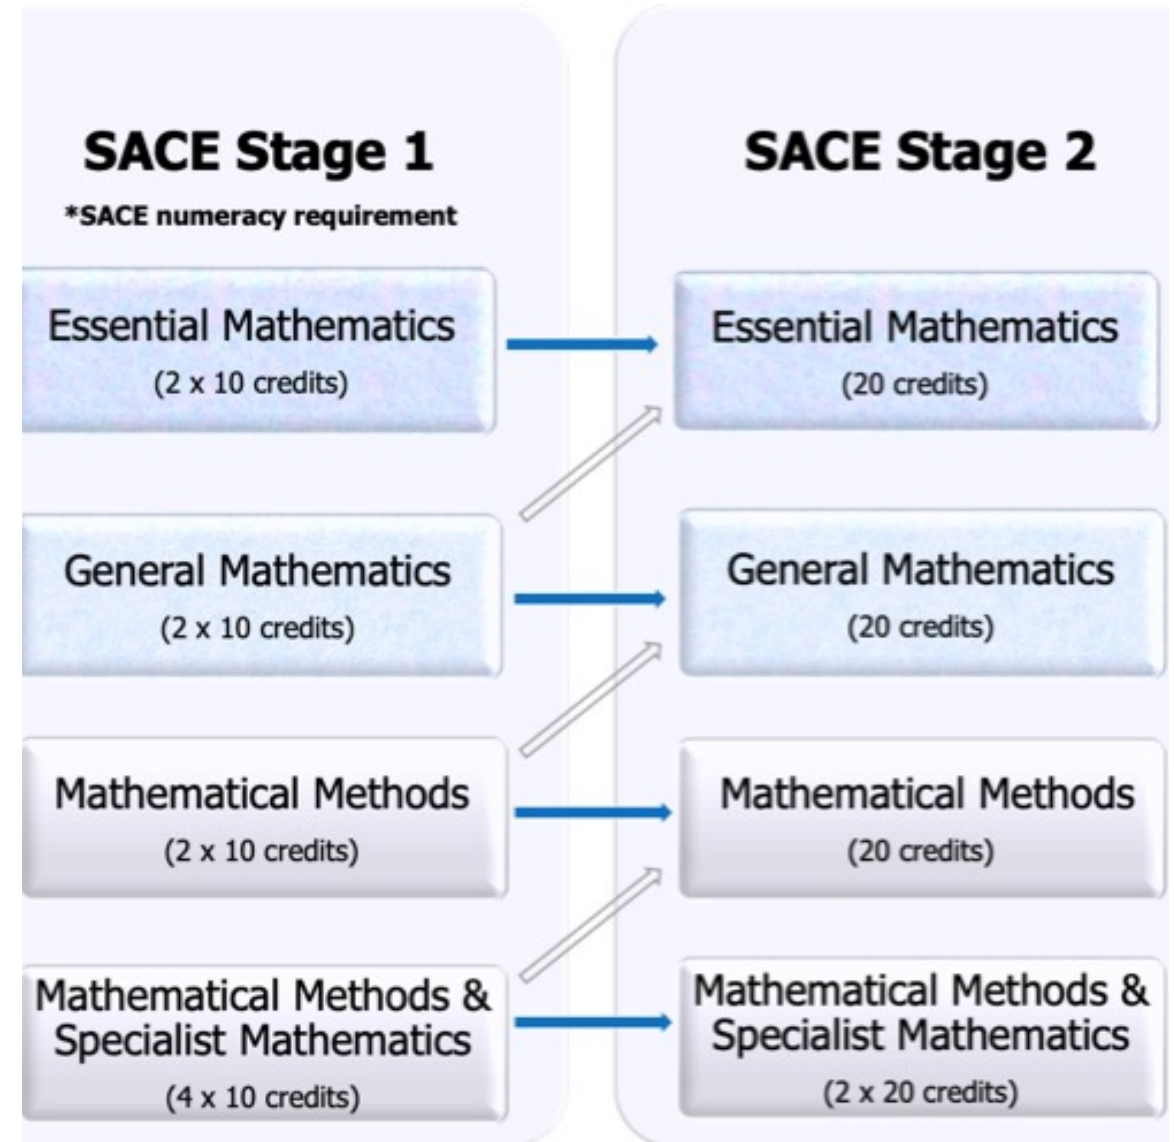 SACE Stage 1
*SACE numeracy requirement
Essential Mathematics
(2 x 10 credits)
General Mathematics
(2 x 10 credits)
Mathematical Methods
(2 x 10 credits)
Mathematical Methods &
Specialist Mathematics
(4 x 10 credits)
SACE Stage 2
Essential Mathematics
(20 credits)
General Mathematics
(20 credits)
Mathematical Methods
(20 credits)
Mathematical Methods &
Specialist Mathematics
(2 x 20 credits)